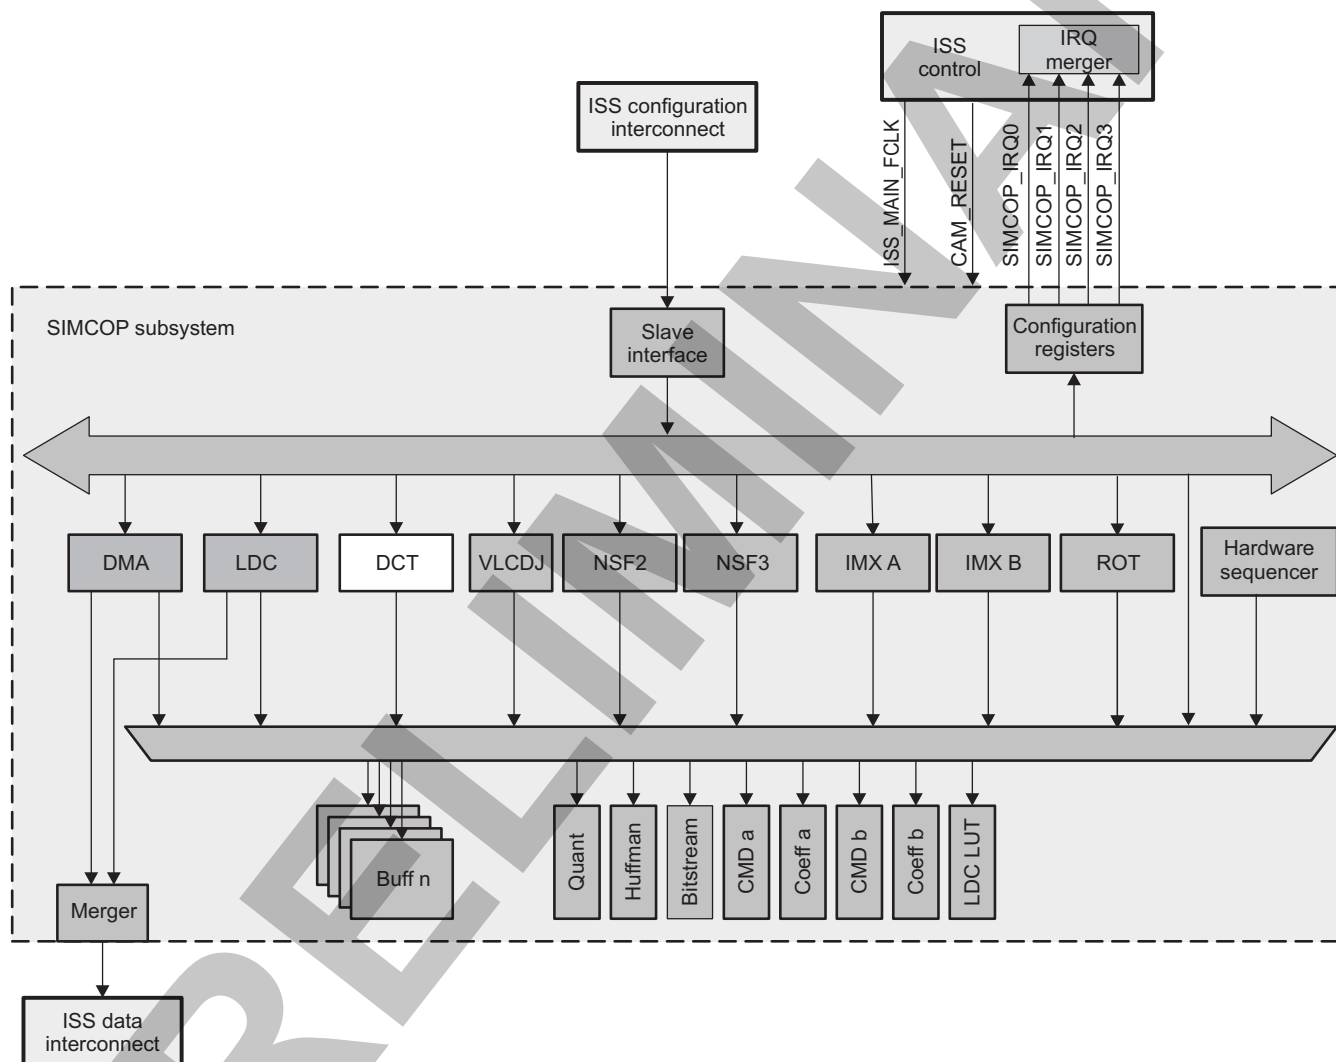 ISS
control
IRQ
merger
ISS configuration
interconnect
ISS_MAIN_FCLK
CAM_RESET
SIMCOP_IRQ0
SIMCOP_IRQ1
SIMCOP_IRQ2
SIMCOP_IRQ3
SIMCOP subsystem
Slave
interface
Configuration
registers
DMA
LDC
DCT
VLCDJ
NSF2
NSF3
IMX A
IMX B
ROT
Hardware
sequencer
Buff n
Quant
Huffman
Bitstream
CMD a
Coeff a
CMD b
Coeff b
LDC LUT
Merger
ISS data
interconnect
RELIMINA